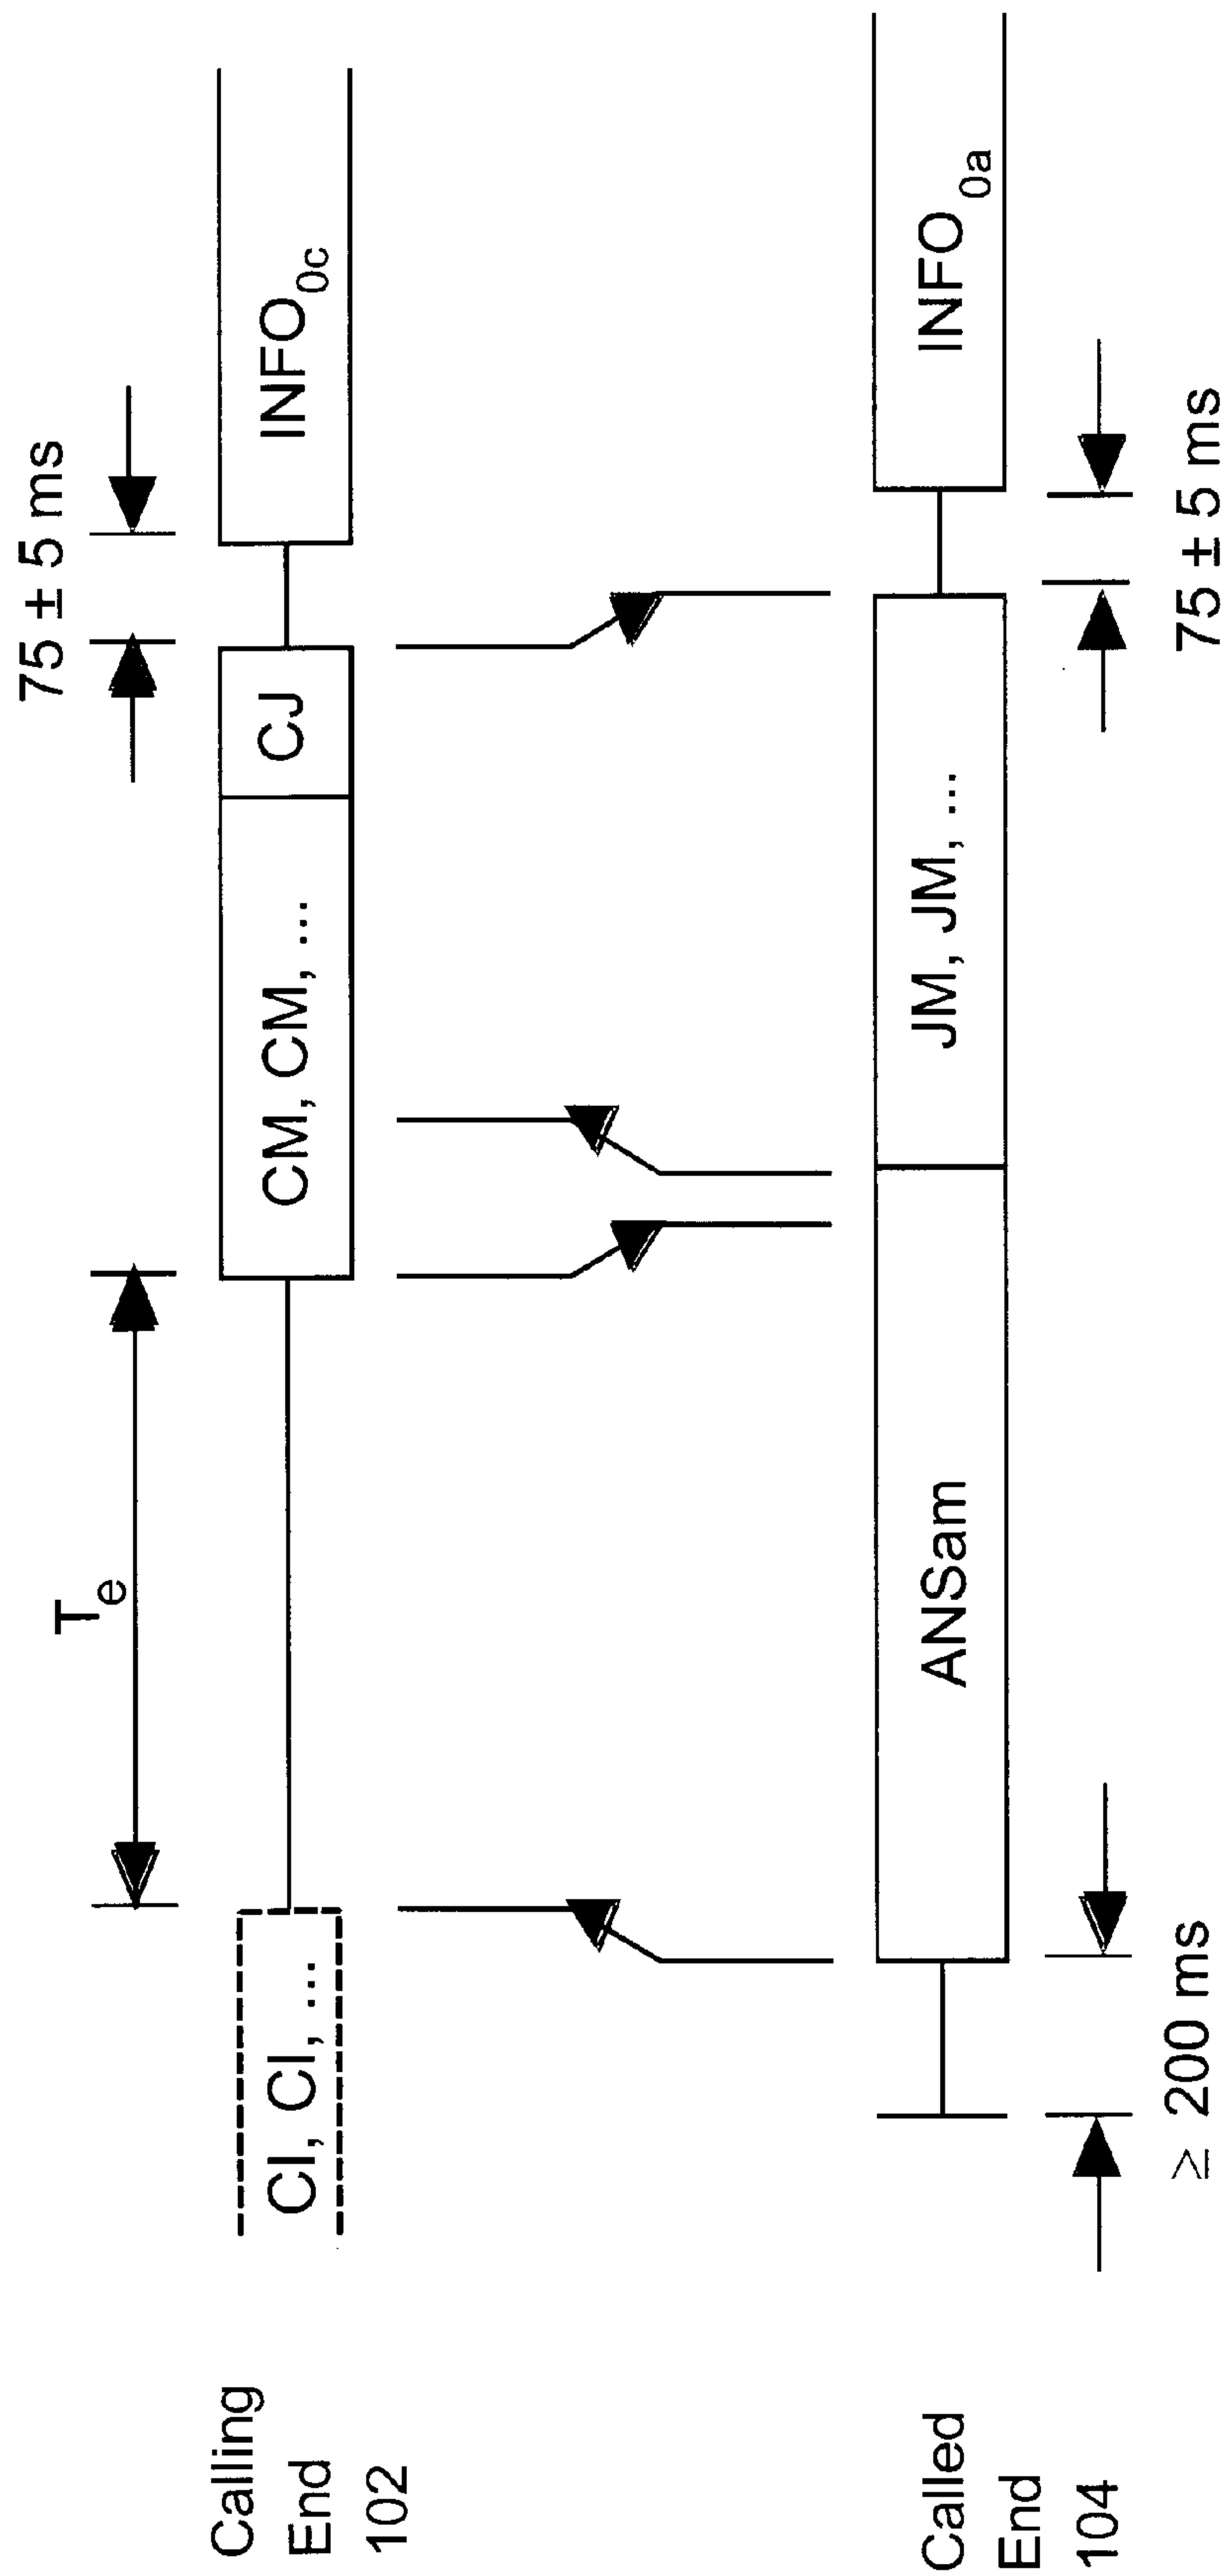 T e
75 ± 5 ms
Calling
End
102
CI, CI, ...
CM, CM, ...
CJ
INFO 0c
Called
End
104
ANSam
JM, JM, ...
INFO 0a
≥ 200 ms
75 ± 5 ms